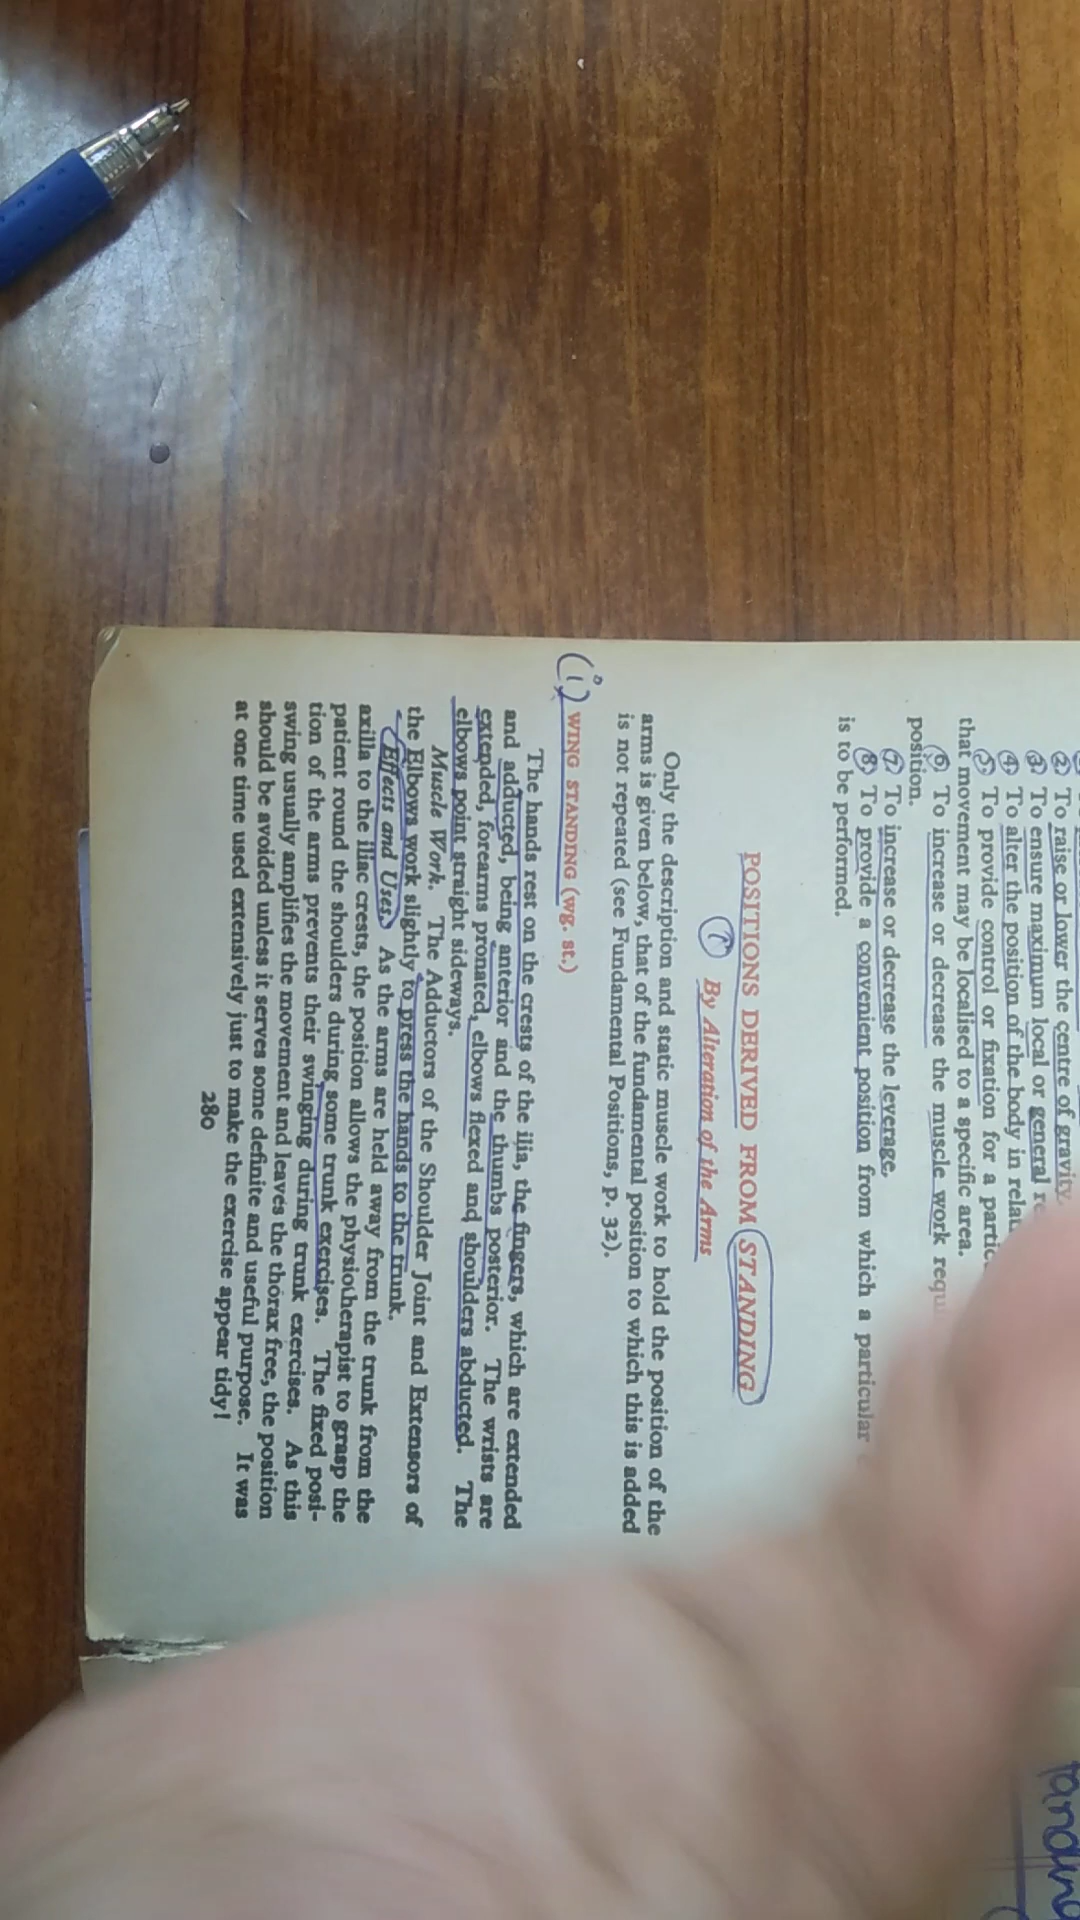 ② To raise or lower the centre of gravity.
③ To ensure maximum local or general
④ To alter the position of the body in
⑤ To provide control or fixation for a
that movement may be localised to a specific area.
⑥ To increase or decrease the muscle work
position.
⑦ To increase or decrease the leverage.
⑧ To provide a convenient position from which a particular
is to be performed.
POSITIONS DERIVED FROM STANDING
By Alteration of the Arms
Only the description and static muscle work to hold the position of the
arms is given below, that of the fundamental position to which this is added
is not repeated (see Fundamental Positions, p. 32).
(i) WING STANDING (wg. st.)
The hands rest on the crests of the ilia, the fingers, which are extended
and adducted, being anterior and the thumbs posterior. The wrists are
extended, forearms pronated, elbows flexed and shoulders abducted. The
elbows point straight sideways.
Muscle Work. The Adductors of the Shoulder Joint and Extensors of
the Elbows work slightly to press the hands to the trunk.
Effects and Uses. As the arms are held away from the trunk from the
axilla to the iliac crests, the position allows the physiotherapist to grasp the
patient round the shoulders during some trunk exercises. The fixed posi-
tion of the arms prevents their swinging during trunk exercises. As this
swing usually amplifies the movement and leaves the thorax free, the position
should be avoided unless it serves some definite and useful purpose. It was
at one time used extensively just to make the exercise appear tidy!
280